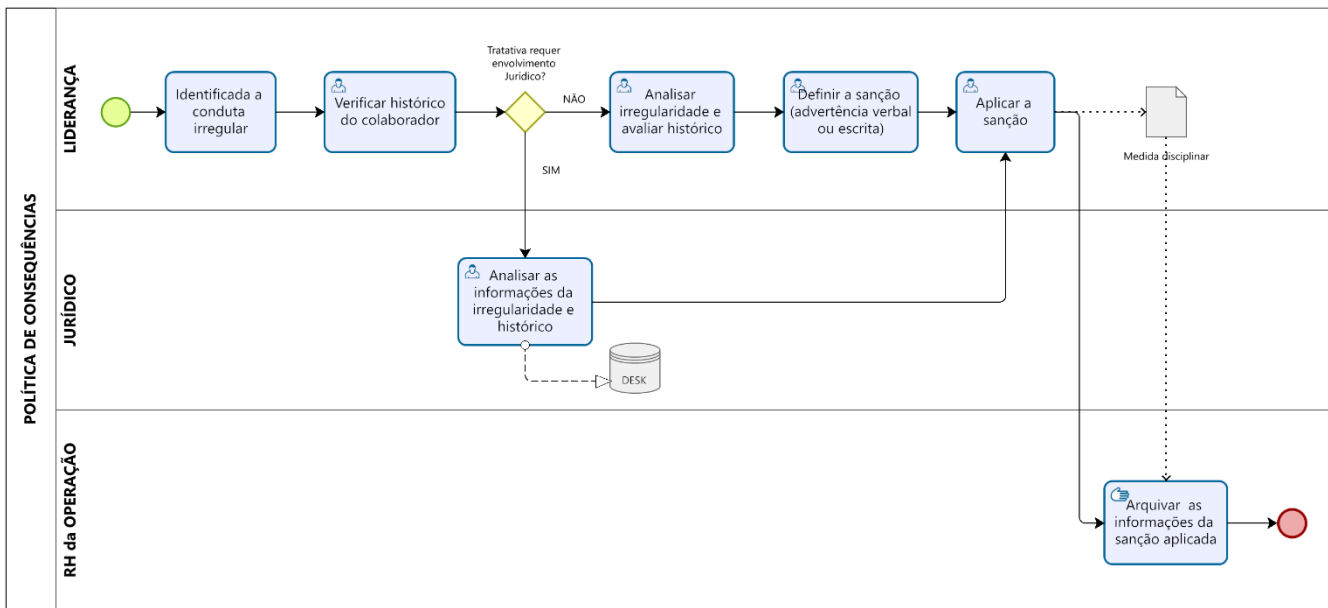 POLÍTICA DE CONSEQUÊNCIAS
LIDERANÇA
Identificada a
conduta
irregular
Verificar histórico
do colaborador
Tratativa requer
envolvimento
Jurídico?
NÃO
SIM
Analisar
irregularidade e
avaliar histórico
Definir a sanção
(advertência verbal
ou escrita)
Aplicar a
sanção
Medida disciplinar
JURÍDICO
Analisar as
informações da
irregularidade e
histórico
DESK
RH da OPERAÇÃO
Arquivar as
informações da
sanção aplicada